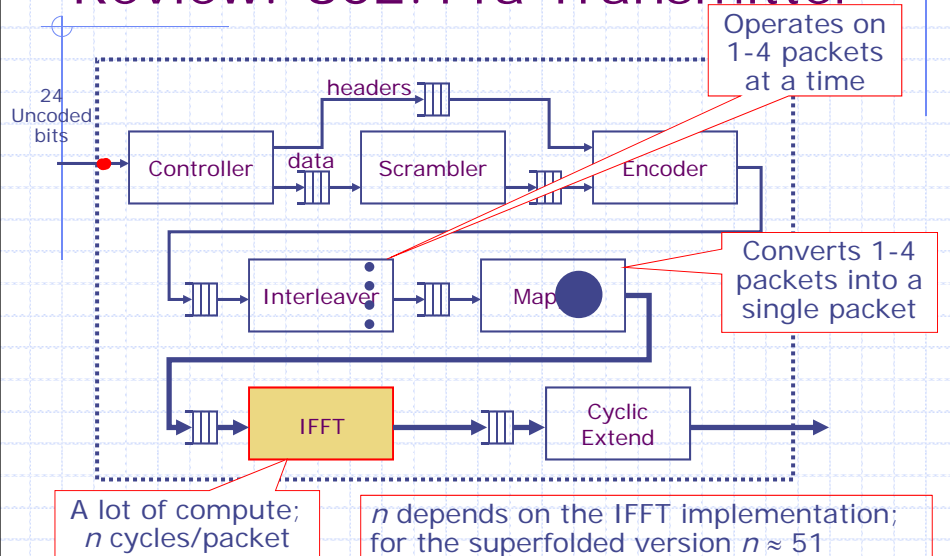 Operates on
1-4 packets
at a time
24
Uncoded
bits
headers
Controller
data
Scrambler
Encoder
Interleaver
Map
Converts 1-4
packets into a
single packet
IFFT
Cyclic
Extend
A lot of compute;
n cycles/packet
n depends on the IFFT implementation;
for the superfolded version n ≈ 51